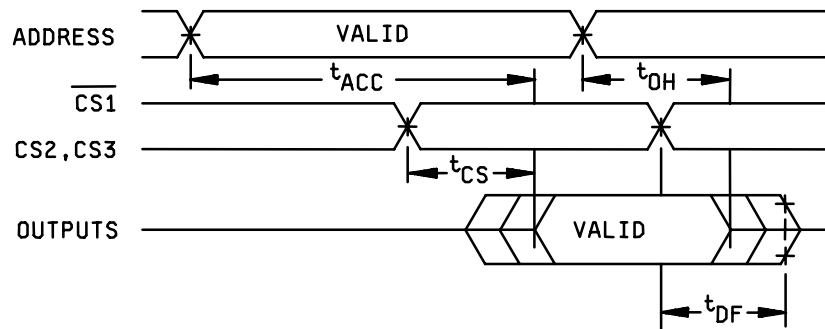 ADDRESS VALID
tACC tOH
CS1
CS2,CS3
tCS
OUTPUTS VALID
tDF